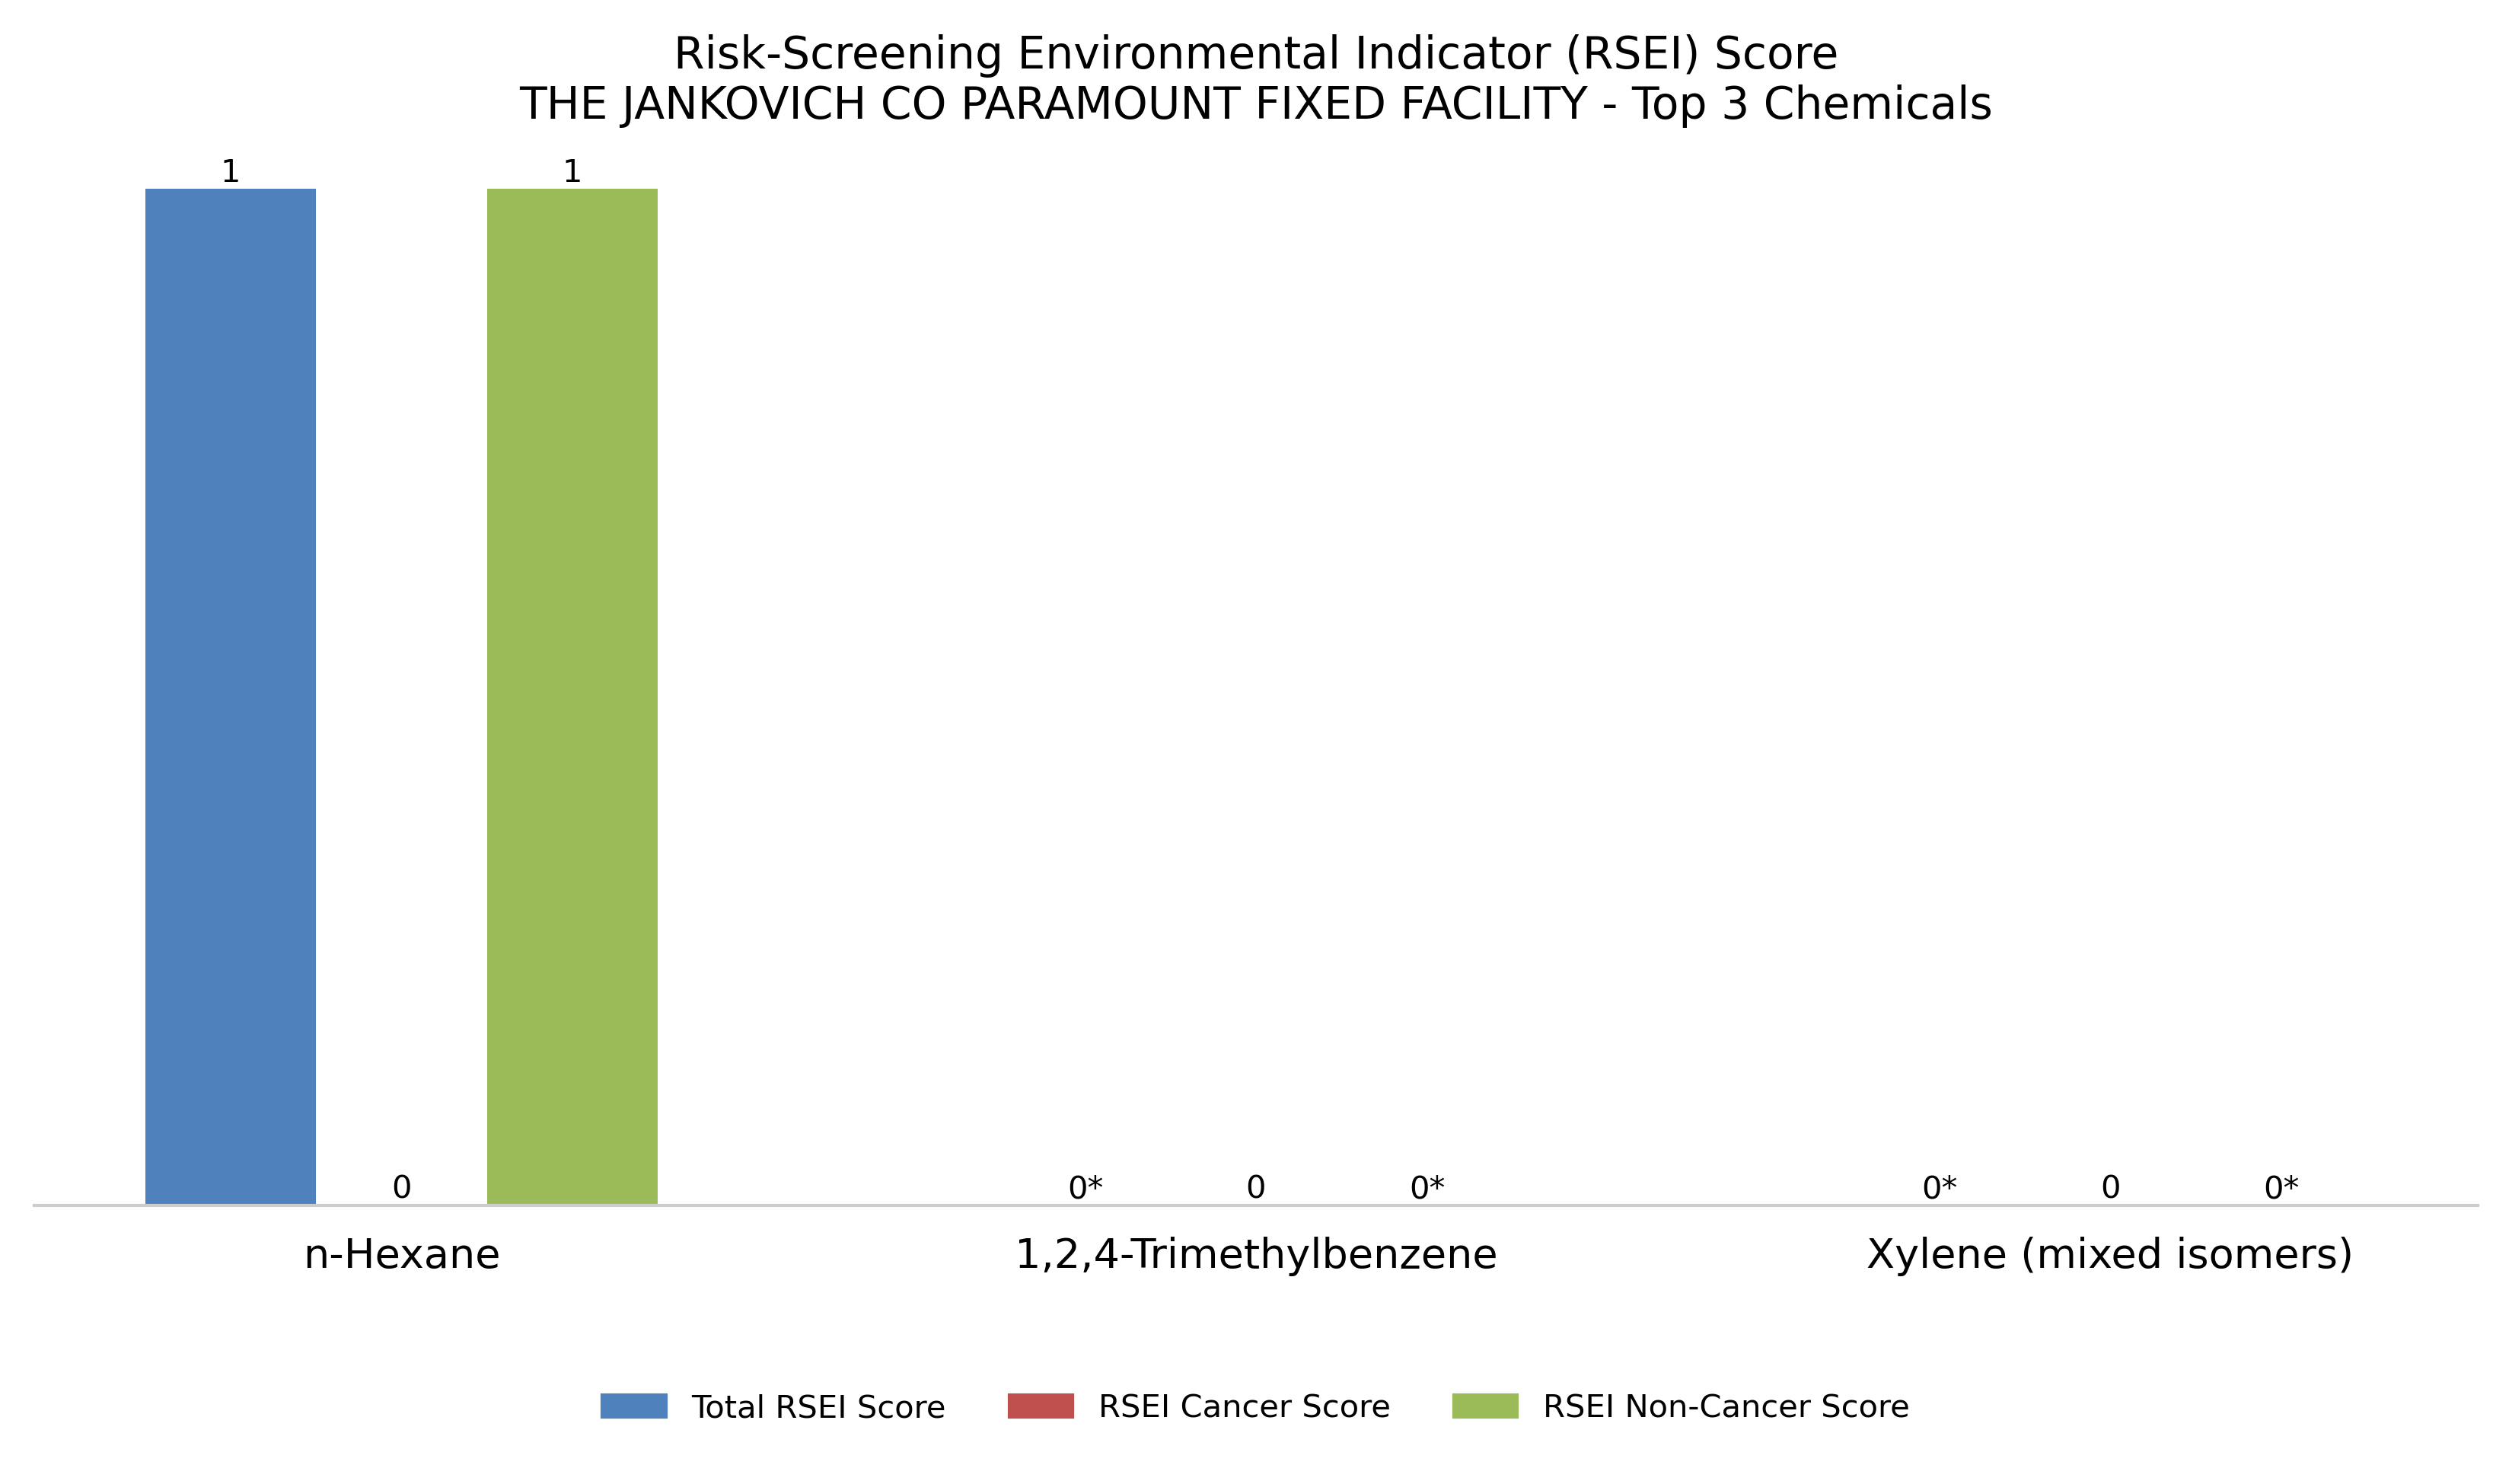 Risk-Screening Environmental Indicator (RSEI) Score
THE JANKOVICH CO PARAMOUNT FIXED FACILITY - Top 3 Chemicals
1
1
0
0*
0
0*
0*
0
0*
n-Hexane
1,2,4-Trimethylbenzene
Xylene (mixed isomers)
Total RSEI Score
RSEI Cancer Score
RSEI Non-Cancer Score